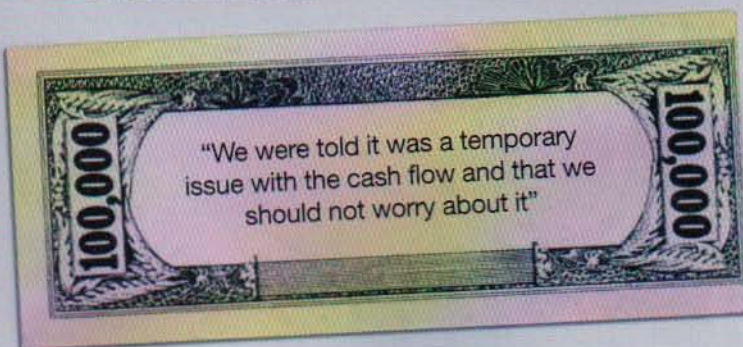 100,000
“We were told it was a temporary
issue with the cash flow and that we
should not worry about it”
100,000